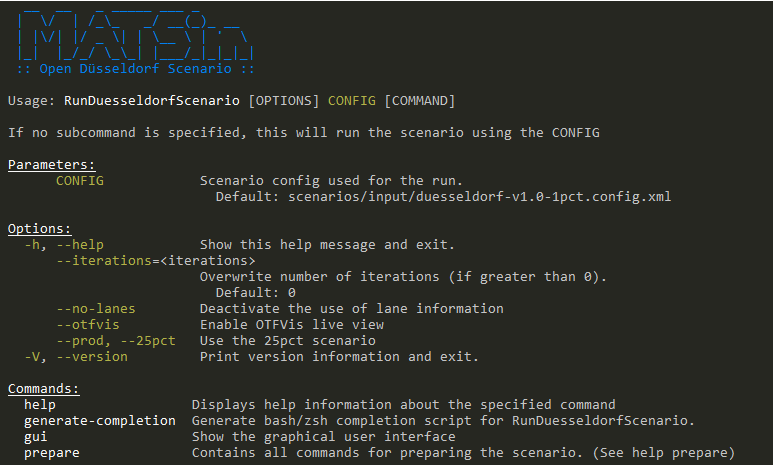 MATSim
:: Open Düsseldorf Scenario ::
Usage: RunDuesseldorfScenario [OPTIONS] CONFIG [COMMAND]
If no subcommand is specified, this will run the scenario using the CONFIG
Parameters:
CONFIG Scenario config used for the run.
Default: scenarios/input/duesseldorf-v1.0-1pct.config.xml
Options:
-h, --help Show this help message and exit.
--iterations=<iterations>
Overwrite number of iterations (if greater than 0).
Default: 0
--no-lanes Deactivate the use of lane information
--otfvis Enable OTFVis live view
--prod, --25pct Use the 25pct scenario
-V, --version Print version information and exit.
Commands:
help Displays help information about the specified command
generate-completion Generate bash/zsh completion script for RunDuesseldorfScenario.
gui Show the graphical user interface
prepare Contains all commands for preparing the scenario. (See help prepare)